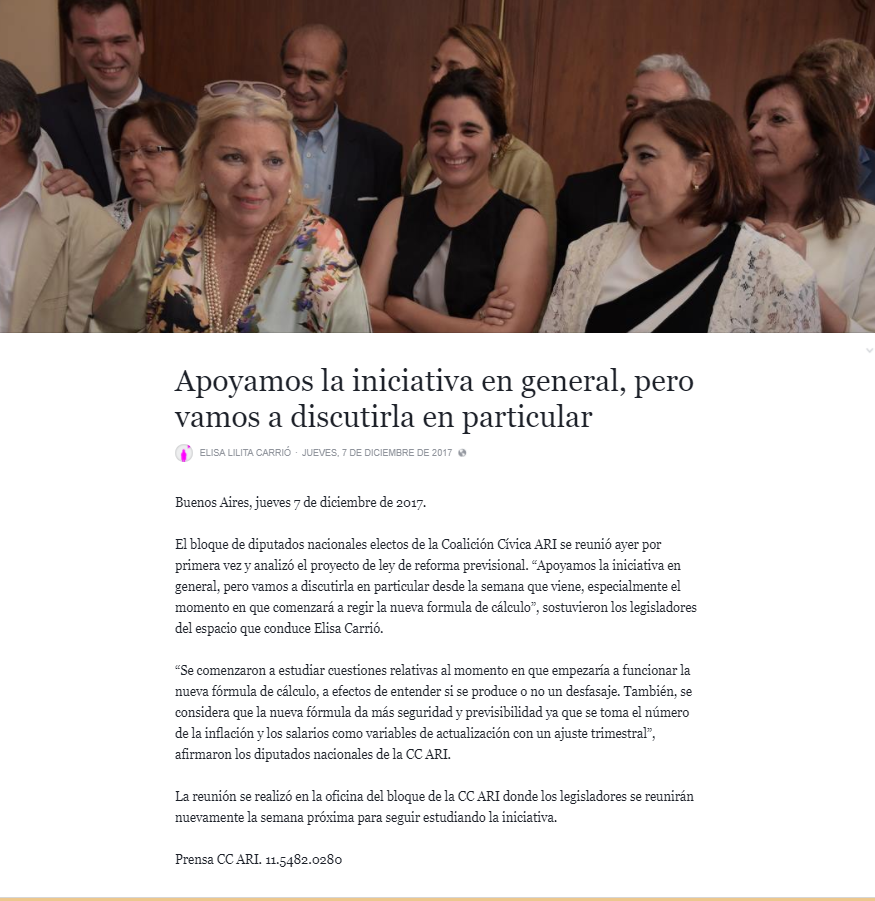 Apoyamos la iniciativa en general, pero
vamos a discutirla en particular
ELISA LILITA CARRIÓ · JUEVES, 7 DE DICIEMBRE DE 2017
Buenos Aires, jueves 7 de diciembre de 2017.
El bloque de diputados nacionales electos de la Coalición Cívica ARI se reunió ayer por
primera vez y analizó el proyecto de ley de reforma previsional. “Apoyamos la iniciativa en
general, pero vamos a discutirla en particular desde la semana que viene, especialmente el
momento en que comenzará a regir la nueva formula de cálculo”, sostuvieron los legisladores
del espacio que conduce Elisa Carrió.
“Se comenzaron a estudiar cuestiones relativas al momento en que empezaría a funcionar la
nueva fórmula de cálculo, a efectos de entender si se produce o no un desfasaje. También, se
considera que la nueva fórmula da más seguridad y previsibilidad ya que se toma el número
de la inflación y los salarios como variables de actualización con un ajuste trimestral”,
afirmaron los diputados nacionales de la CC ARI.
La reunión se realizó en la oficina del bloque de la CC ARI donde los legisladores se reunirán
nuevamente la semana próxima para seguir estudiando la iniciativa.
Prensa CC ARI. 11.5482.0280